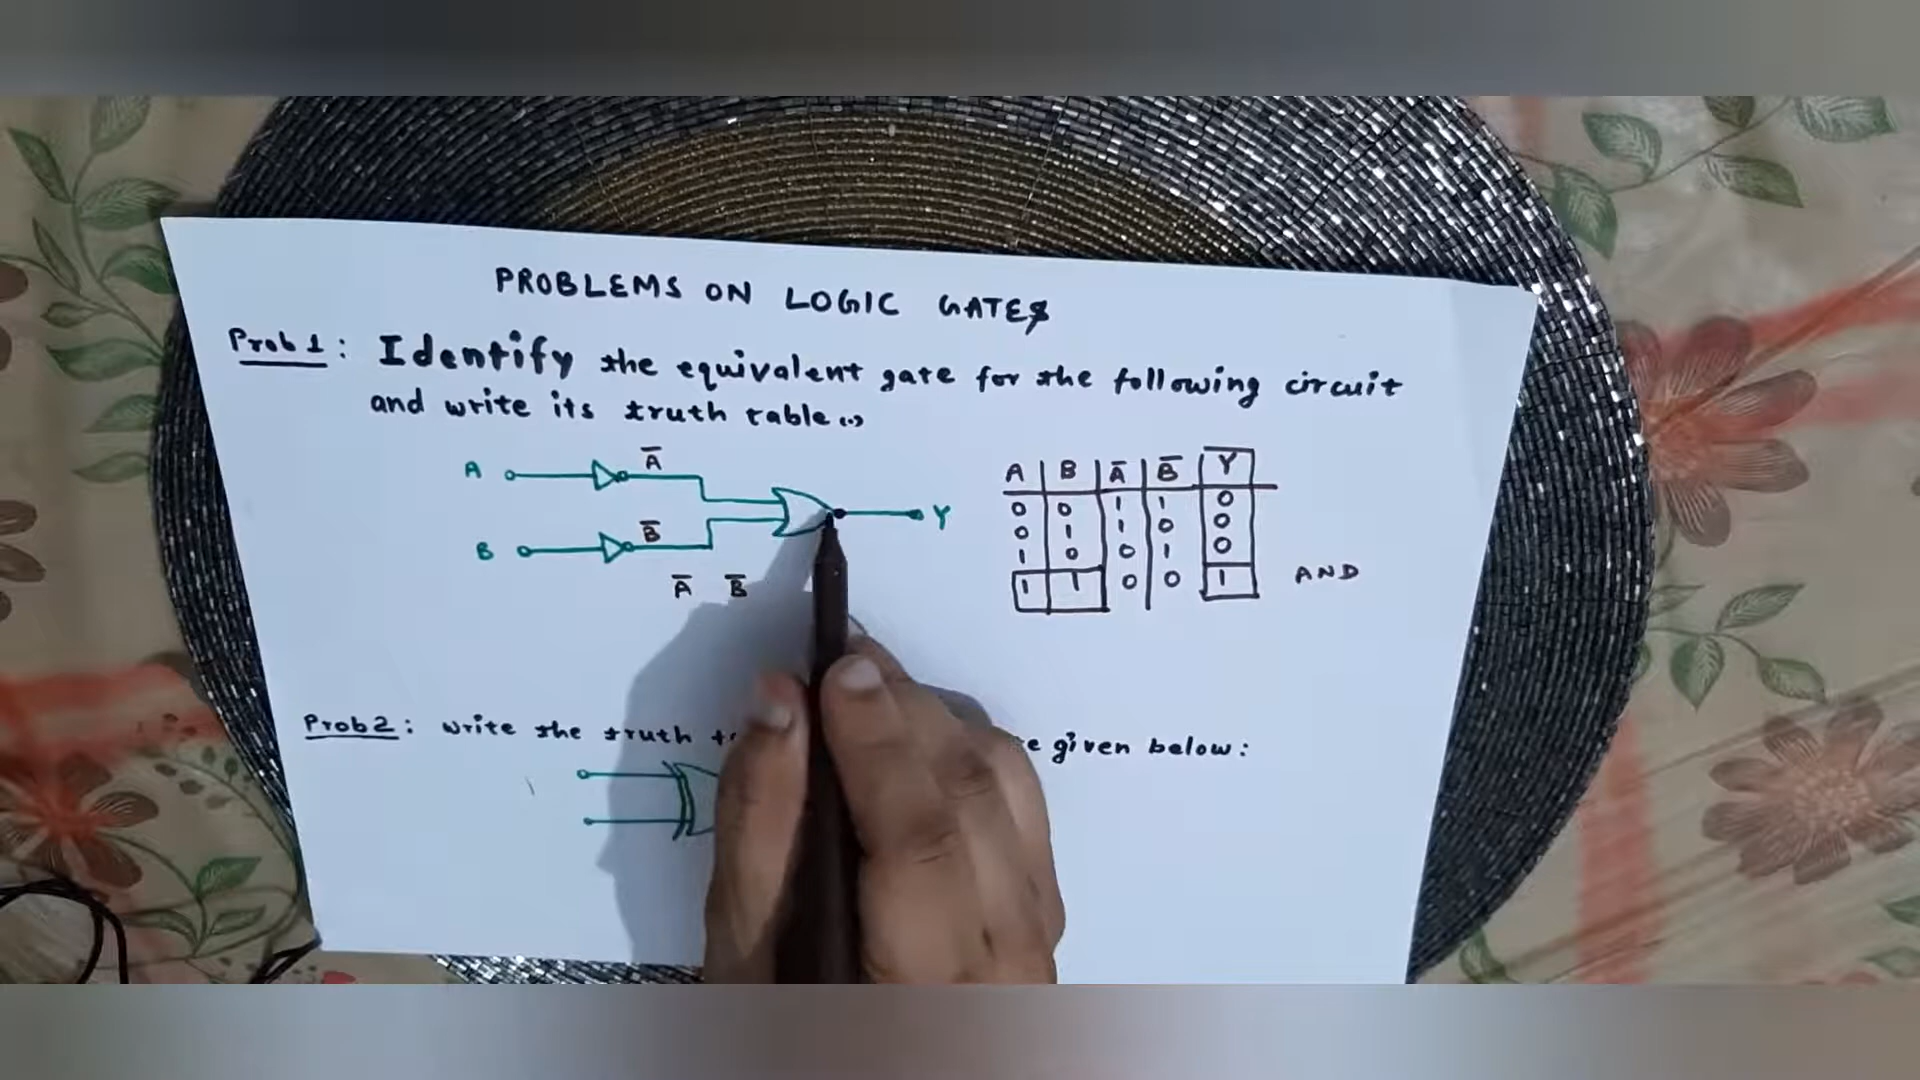 PROBLEMS ON LOGIC GATES
Prob 1: Identify the equivalent gate for the following circuit
and write its truth table.
A A̅
Y
B B̅
A̅ B̅
A B A̅ B̅ Y
0 0 1 1 0
0 1 1 0 0
1 0 0 1 0
1 1 0 0 1 AND
Prob 2: Write the truth given below: